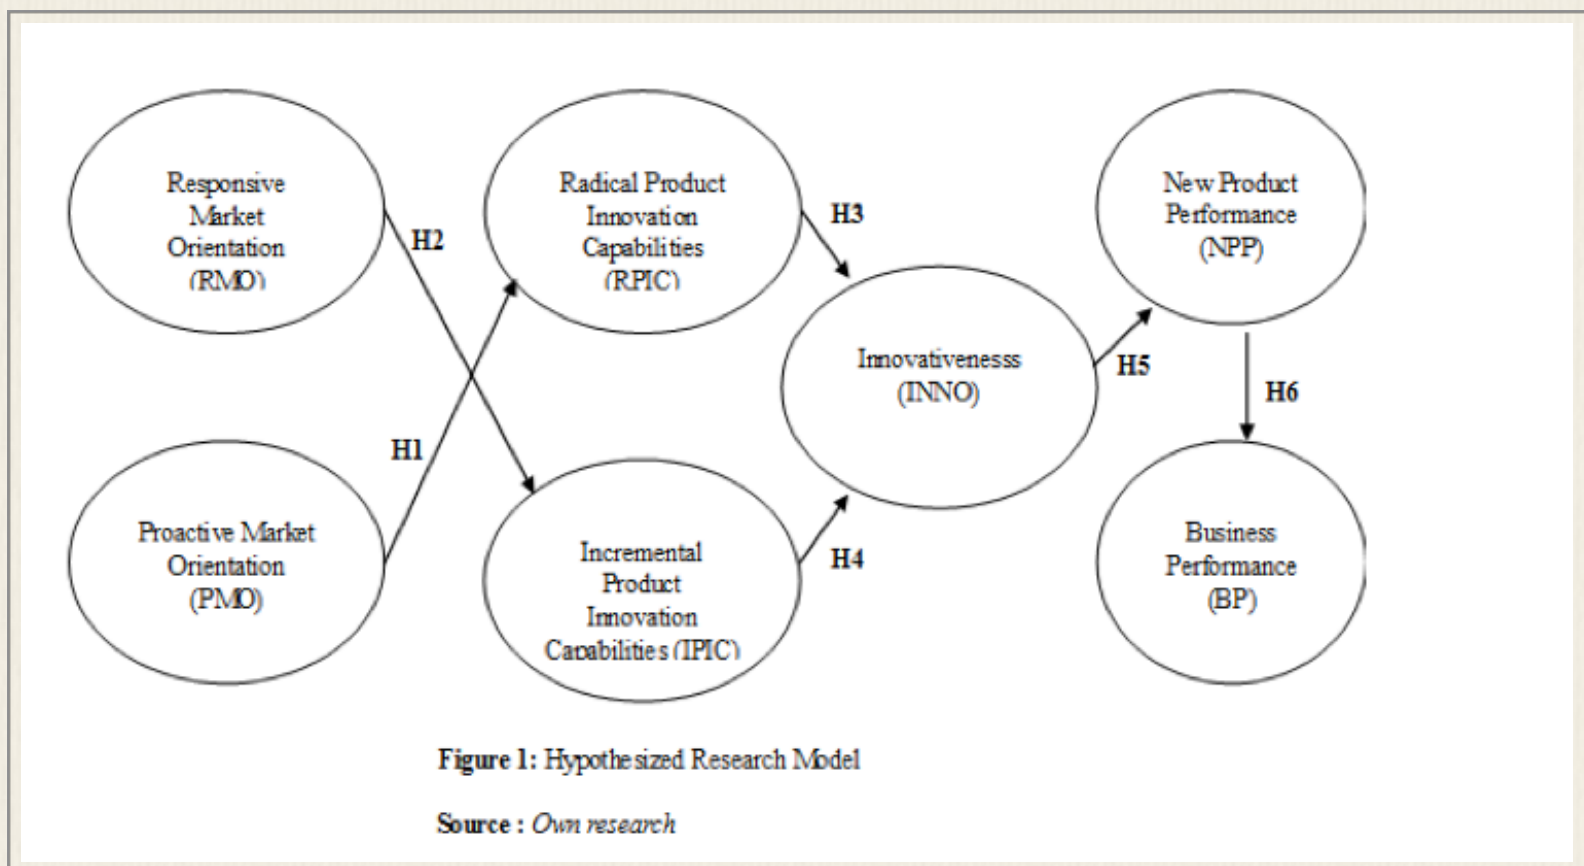 Responsive
Market
Orientation
(RMO)
H2
Radical Product
Innovation
Capabilities
(RPIC)
H3
New Product
Performance
(NPP)
Innovativenesss
(INNO)
H5
H6
H1
Proactive Market
Orientation
(PMO)
Incremental
Product
Innovation
Capabilities (IPIC)
H4
Business
Performance
(BP)
Figure 1: Hypothesized Research Model
Source : Own research